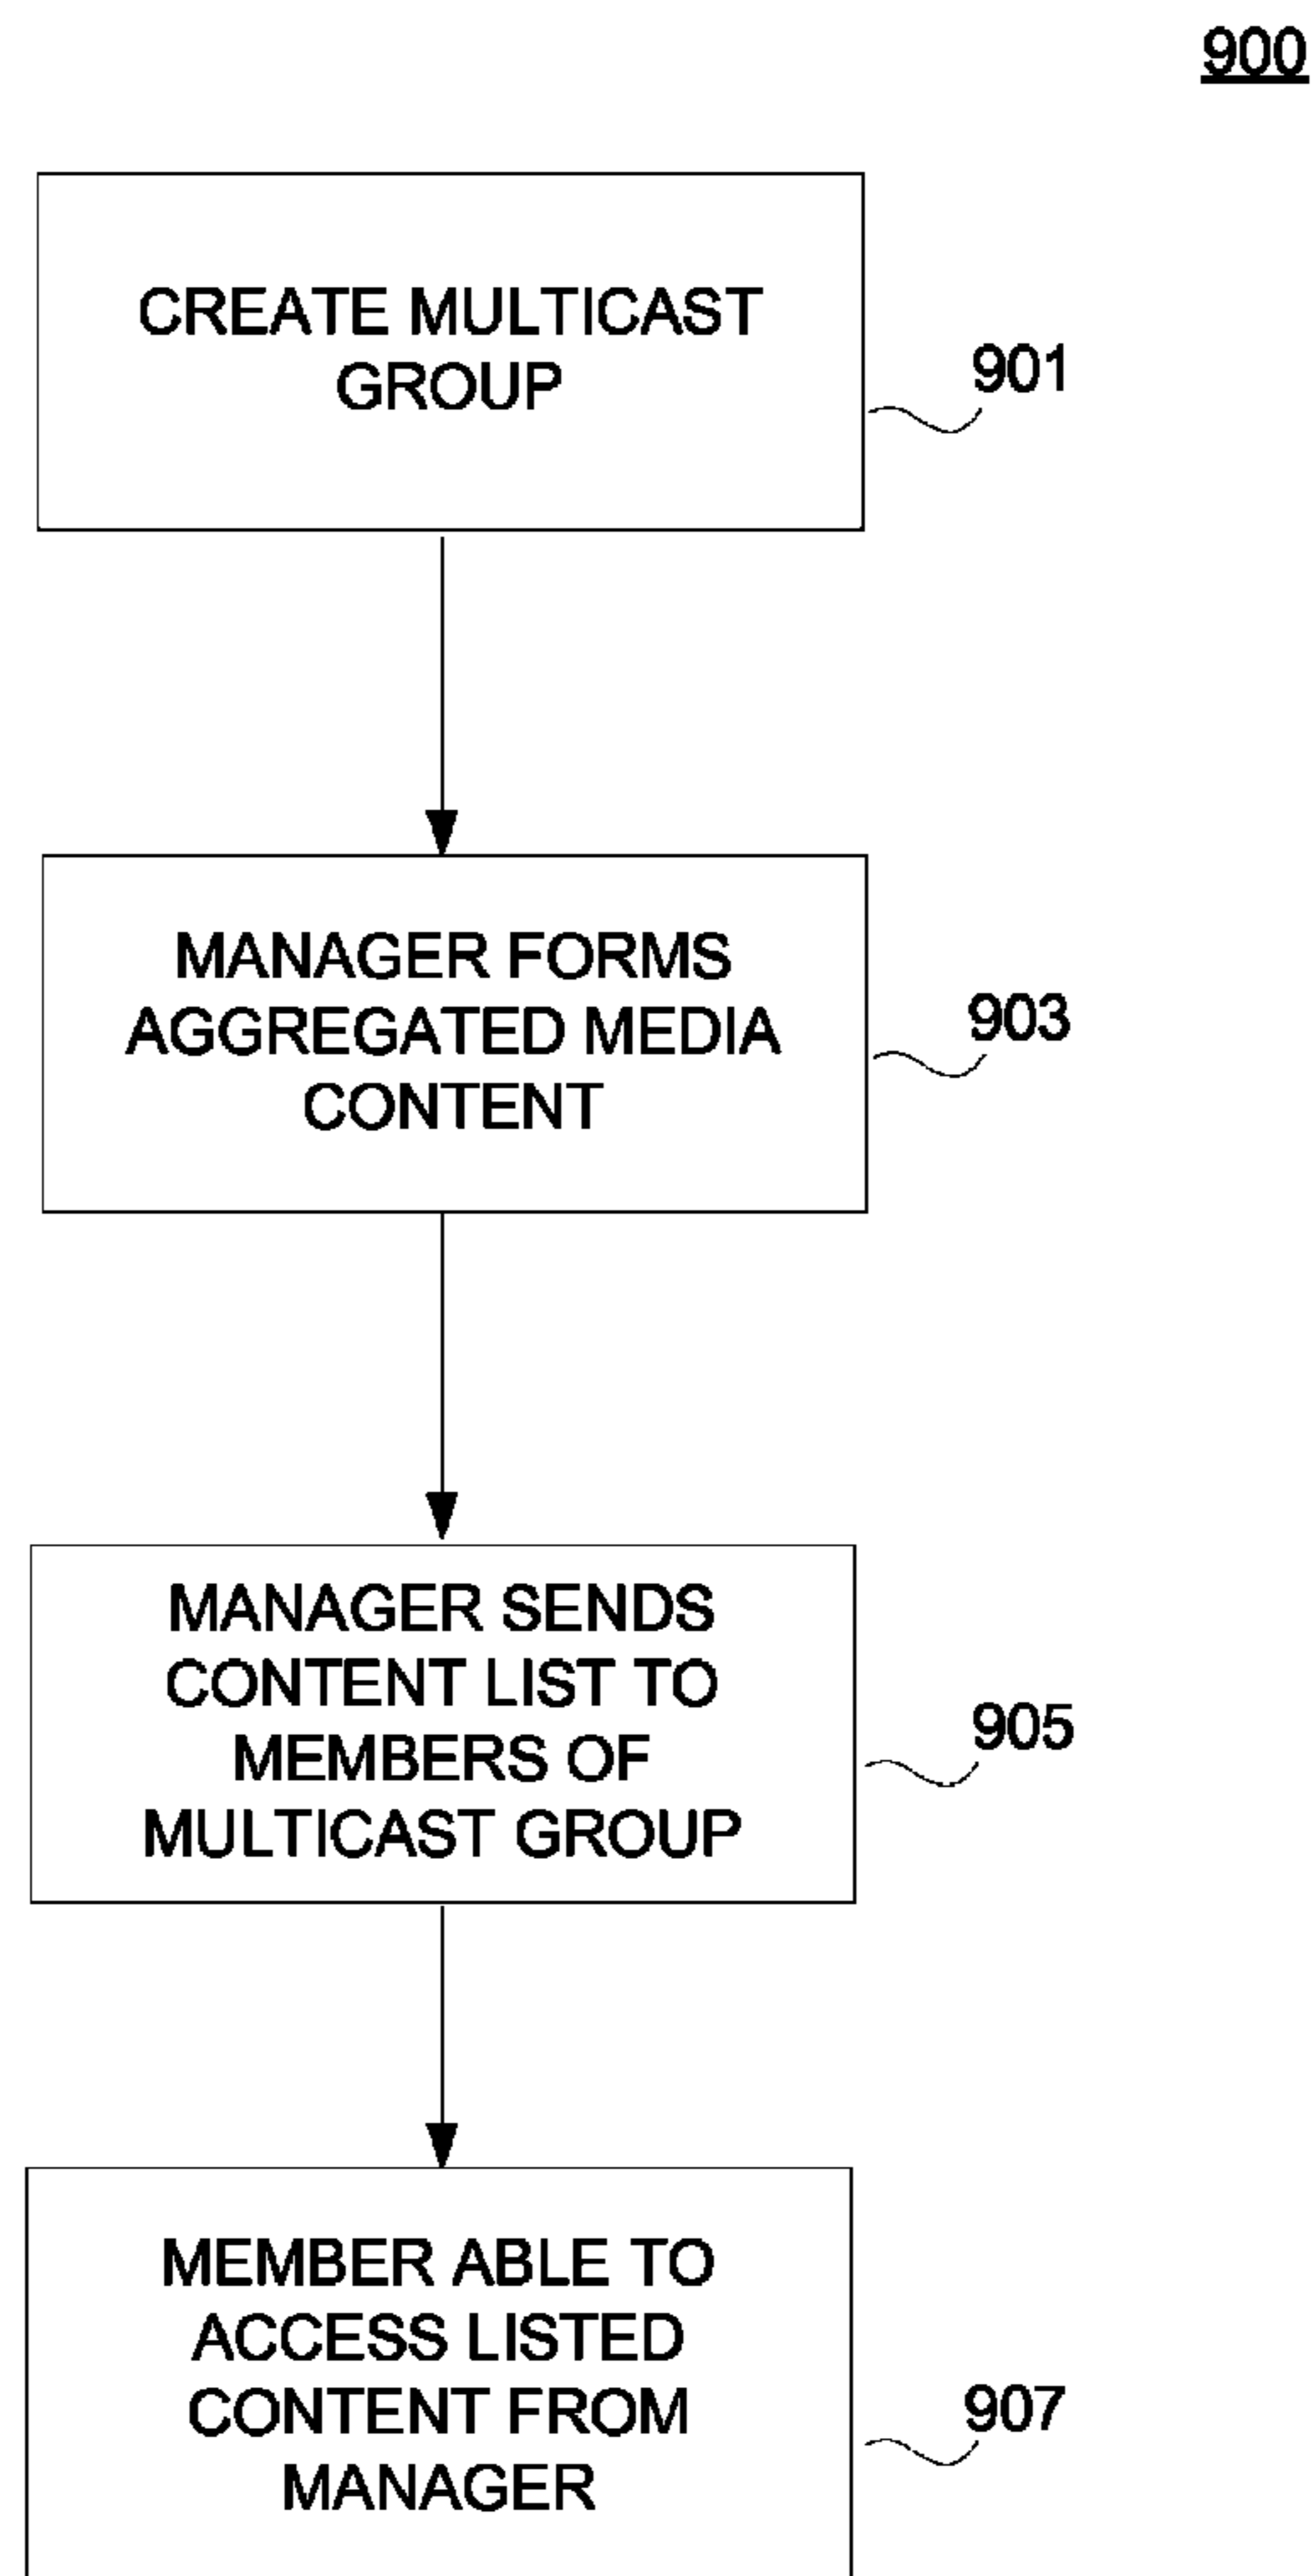 900
CREATE MULTICAST
GROUP
901
MANAGER FORMS
AGGREGATED MEDIA
CONTENT
903
MANAGER SENDS
CONTENT LIST TO
MEMBERS OF
MULTICAST GROUP
905
MEMBER ABLE TO
ACCESS LISTED
CONTENT FROM
MANAGER
907